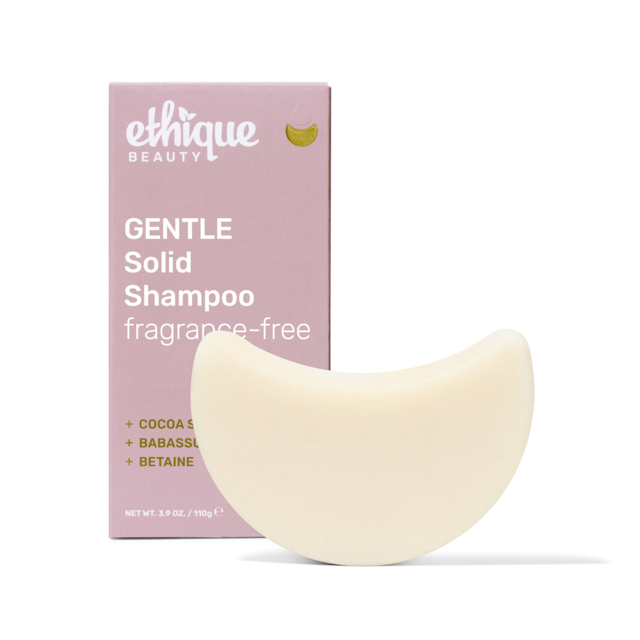 ethique
BEAUTY
GENTLE
Solid
Shampoo
fragrance-free
+ COCOA
+ BABASSU
+ BETAINE
NET WT. 3.9 OZ. / 110g ℮